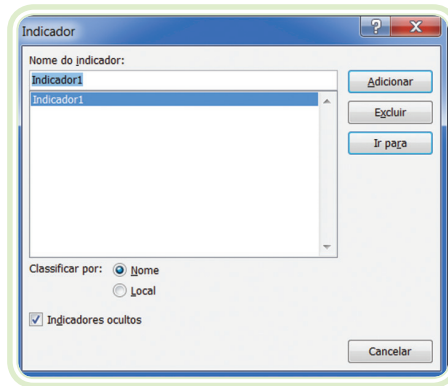 Indicador
Nome do indicador:
Indicador1
Adicionar
Indicador1
Excluir
Ir para
Classificar por:
Nome
Local
Indicadores ocultos
Cancelar